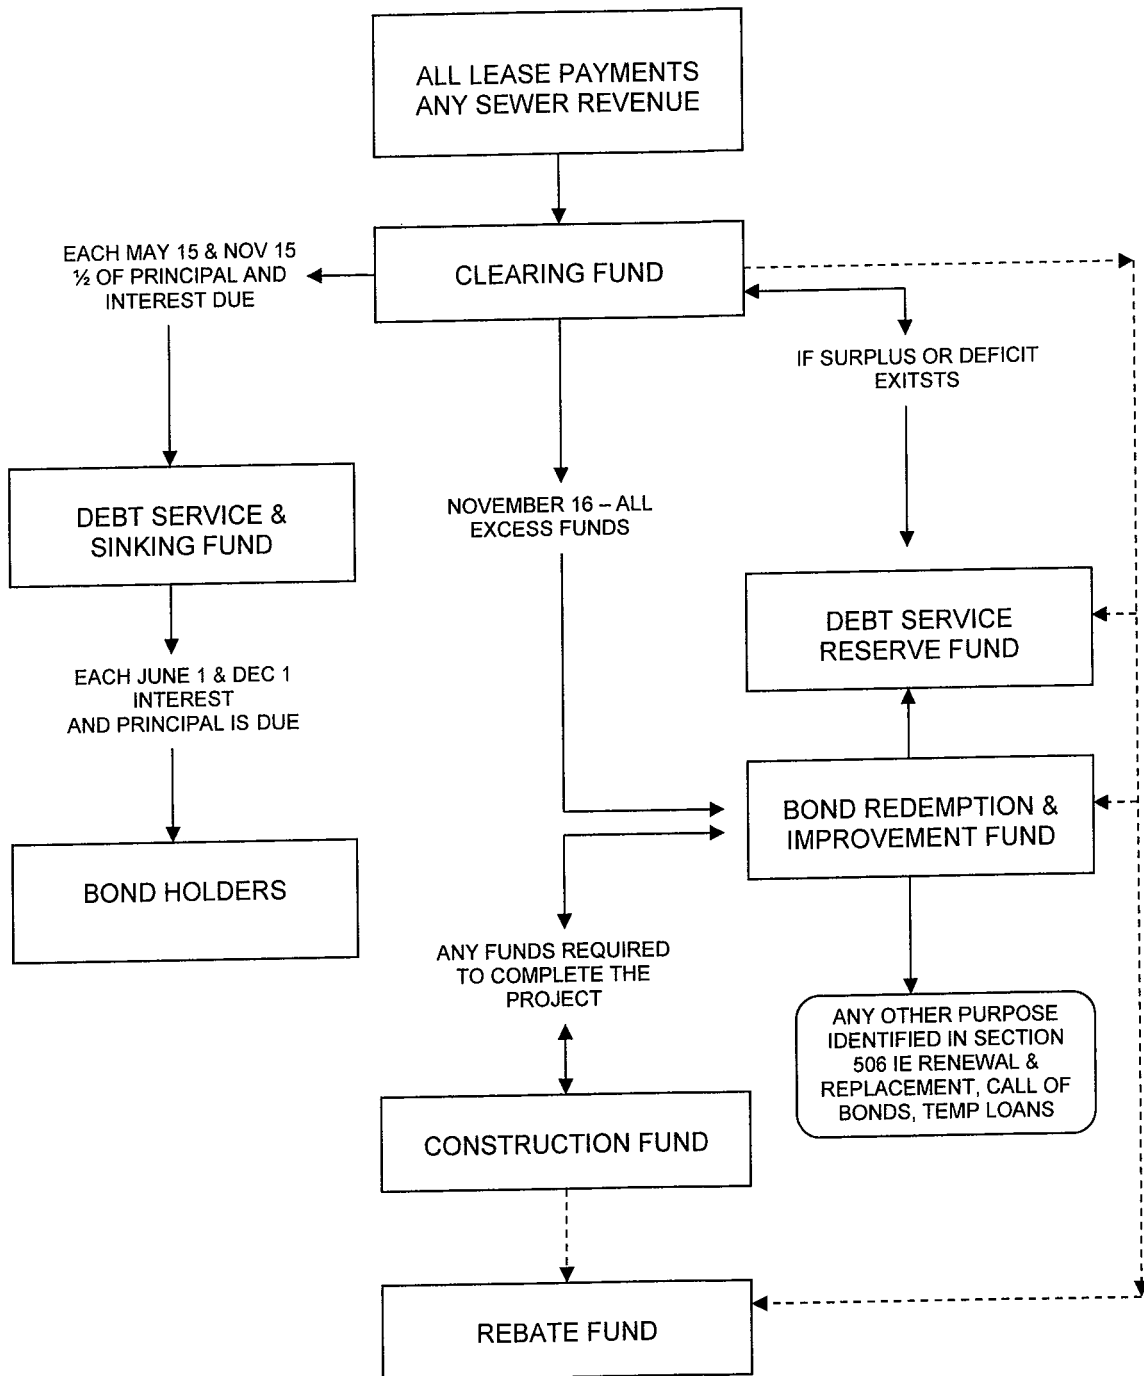 ALL LEASE PAYMENTS
ANY SEWER REVENUE
CLEARING FUND
EACH MAY 15 & NOV 15
½ OF PRINCIPAL AND
INTEREST DUE
IF SURPLUS OR DEFICIT
EXITSTS
DEBT SERVICE &
SINKING FUND
NOVEMBER 16 – ALL
EXCESS FUNDS
DEBT SERVICE
RESERVE FUND
EACH JUNE 1 & DEC 1
INTEREST
AND PRINCIPAL IS DUE
BOND REDEMPTION &
IMPROVEMENT FUND
BOND HOLDERS
ANY FUNDS REQUIRED
TO COMPLETE THE
PROJECT
ANY OTHER PURPOSE
IDENTIFIED IN SECTION
506 IE RENEWAL &
REPLACEMENT, CALL OF
BONDS, TEMP LOANS
CONSTRUCTION FUND
REBATE FUND